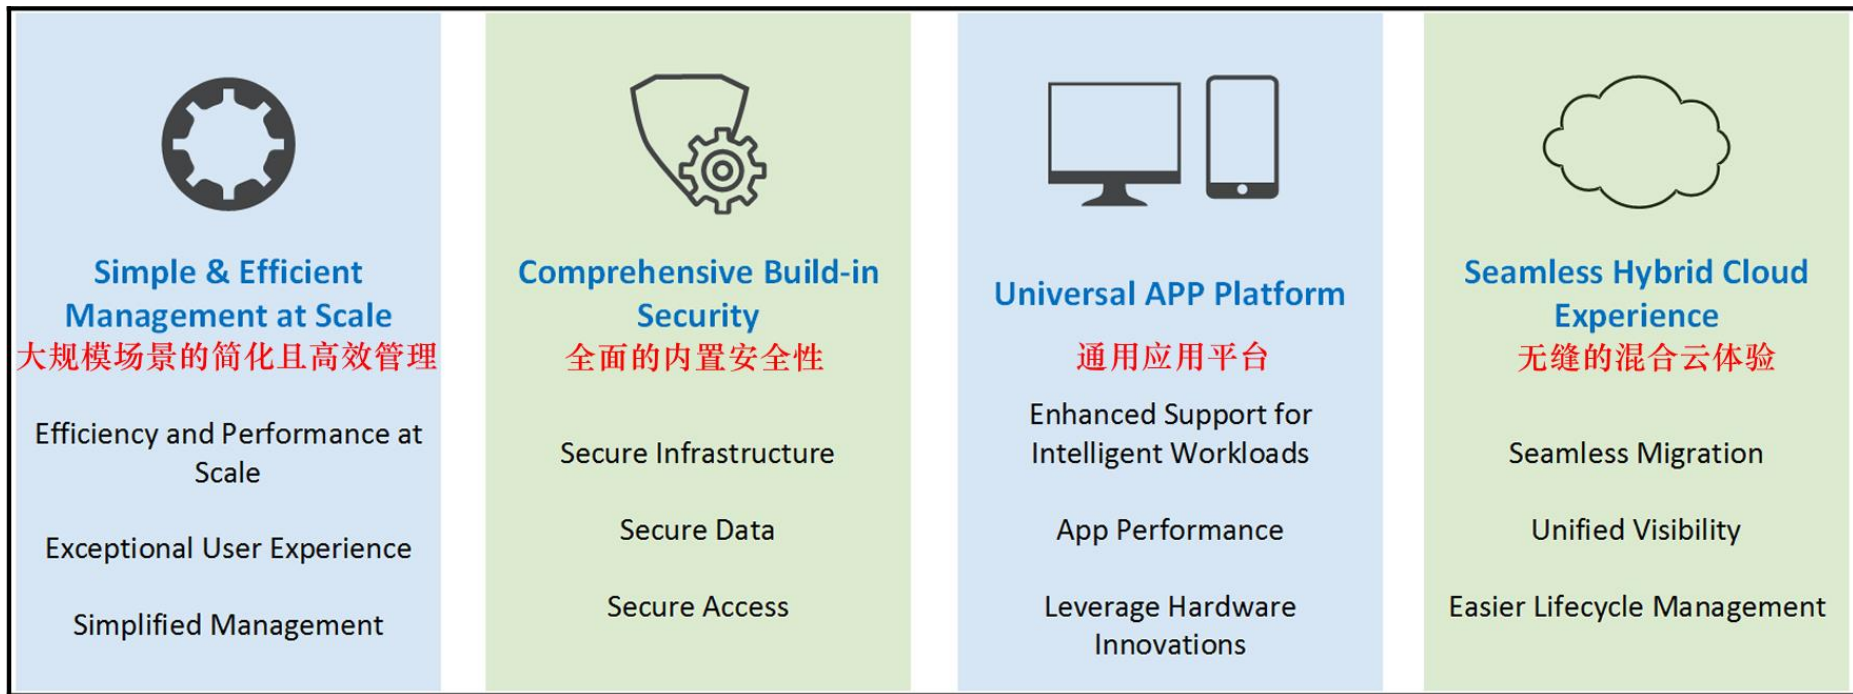 Simple & Efficient
Management at Scale
大规模场景的简化且高效管理
Efficiency and Performance at
Scale
Exceptional User Experience
Simplified Management
Comprehensive Build-in
Security
全面的内置安全性
Secure Infrastructure
Secure Data
Secure Access
Universal APP Platform
通用应用平台
Enhanced Support for
Intelligent Workloads
App Performance
Leverage Hardware
Innovations
Seamless Hybrid Cloud
Experience
无缝的混合云体验
Seamless Migration
Unified Visibility
Easier Lifecycle Management